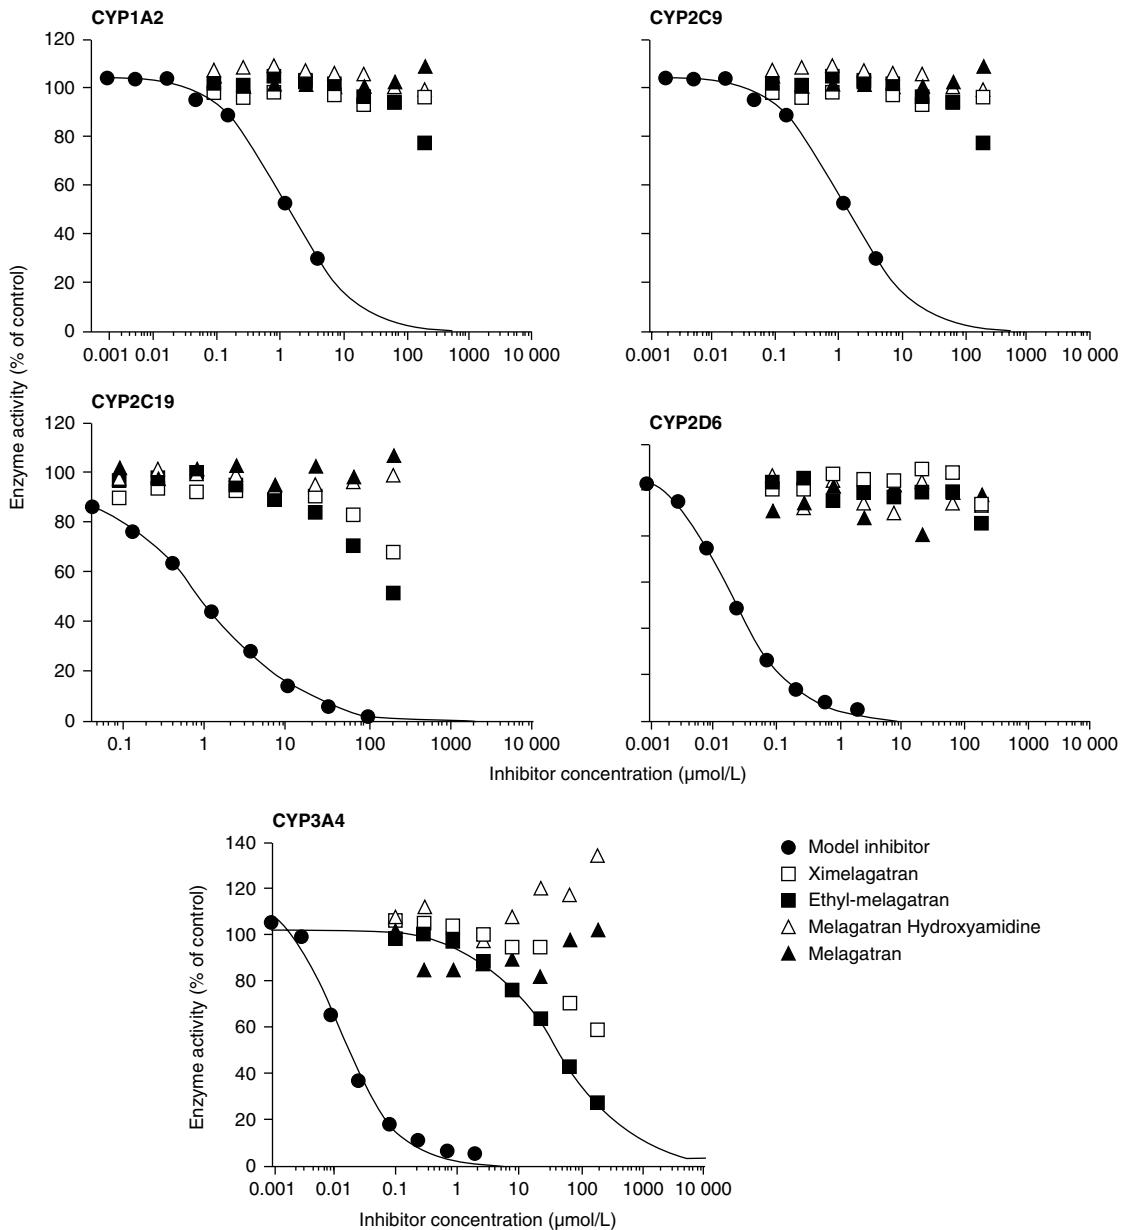 CYP1A2
120
100
80
60
40
20
0
0.001 0.01 0.1 1 10 100 1000 10 000
CYP2C9
0.001 0.01 0.1 1 10 100 1000 10 000
Enzyme activity (% of control)
CYP2C19
120
100
80
60
40
20
0
0.1 1 10 100 1000 10 000
CYP2D6
0.001 0.01 0.1 1 10 100 1000 10 000
Inhibitor concentration (μmol/L)
CYP3A4
Enzyme activity (% of control)
140
120
100
80
60
40
20
0
0.001 0.01 0.1 1 10 100 1000 10 000
Inhibitor concentration (μmol/L)
Model inhibitor
Ximelagatran
Ethyl-melagatran
Melagatran Hydroxyamidine
Melagatran